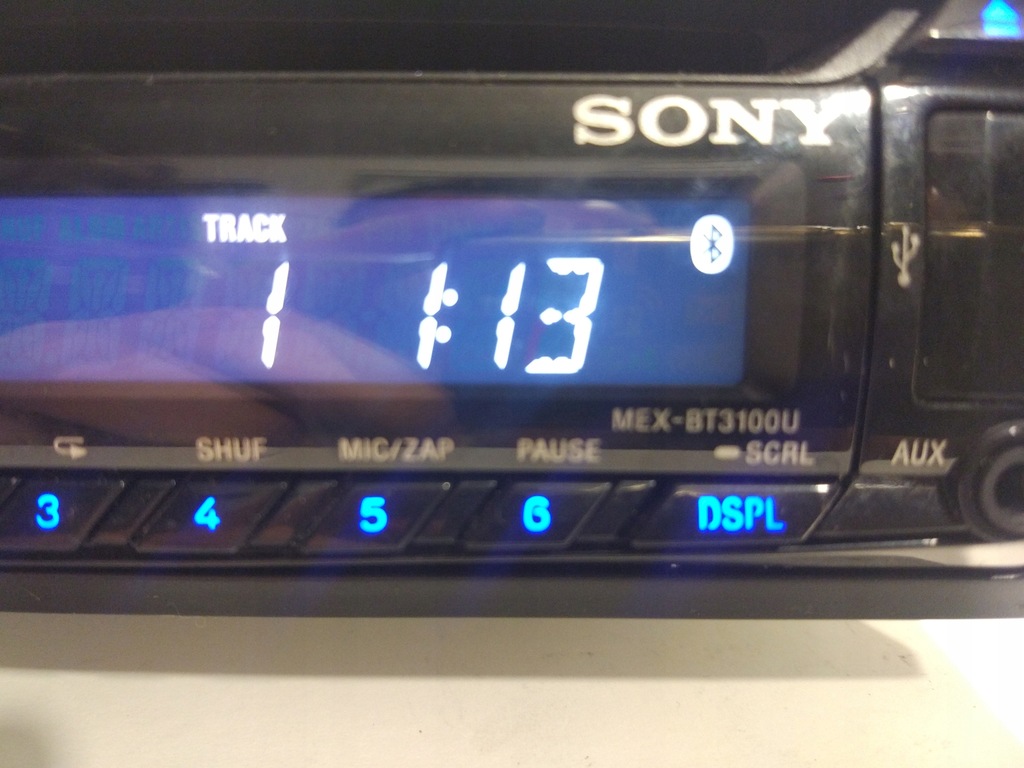 SONY
TRACK
1 1:13
MEX-BT3100U
SHUF MIC/ZAP PAUSE SCRL AUX
3 4 5 6 DSPL